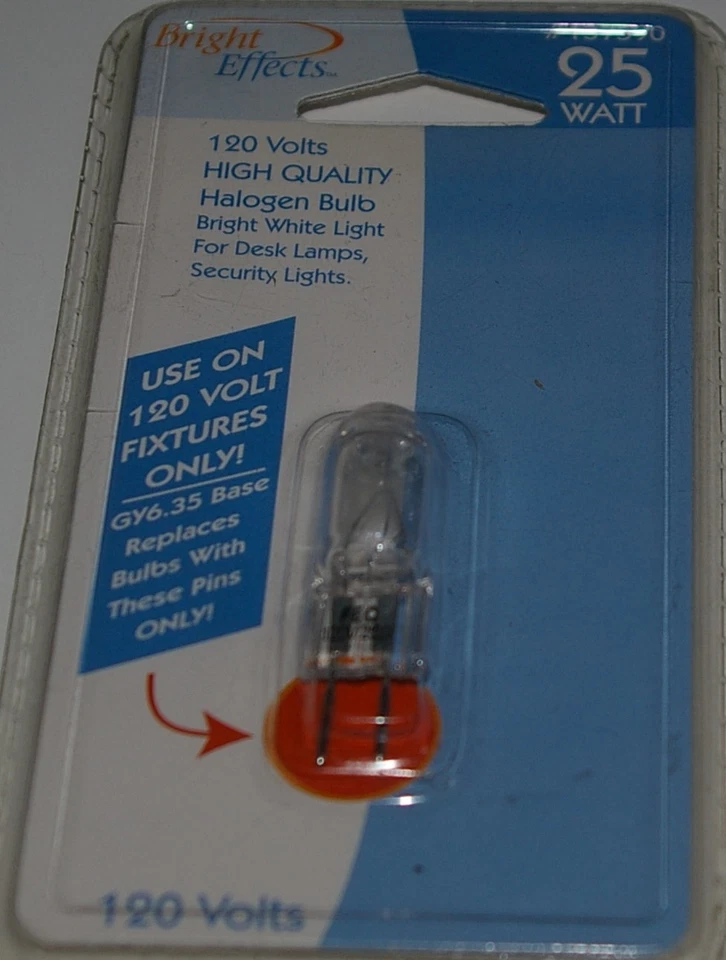 Bright
Effects™
25
WATT
120 Volts
HIGH QUALITY
Halogen Bulb
Bright White Light
For Desk Lamps,
Security Lights.
USE ON
120 VOLT
FIXTURES
ONLY!
GY6.35 Base
Replaces
Bulbs With
These Pins
ONLY!
120 Volts